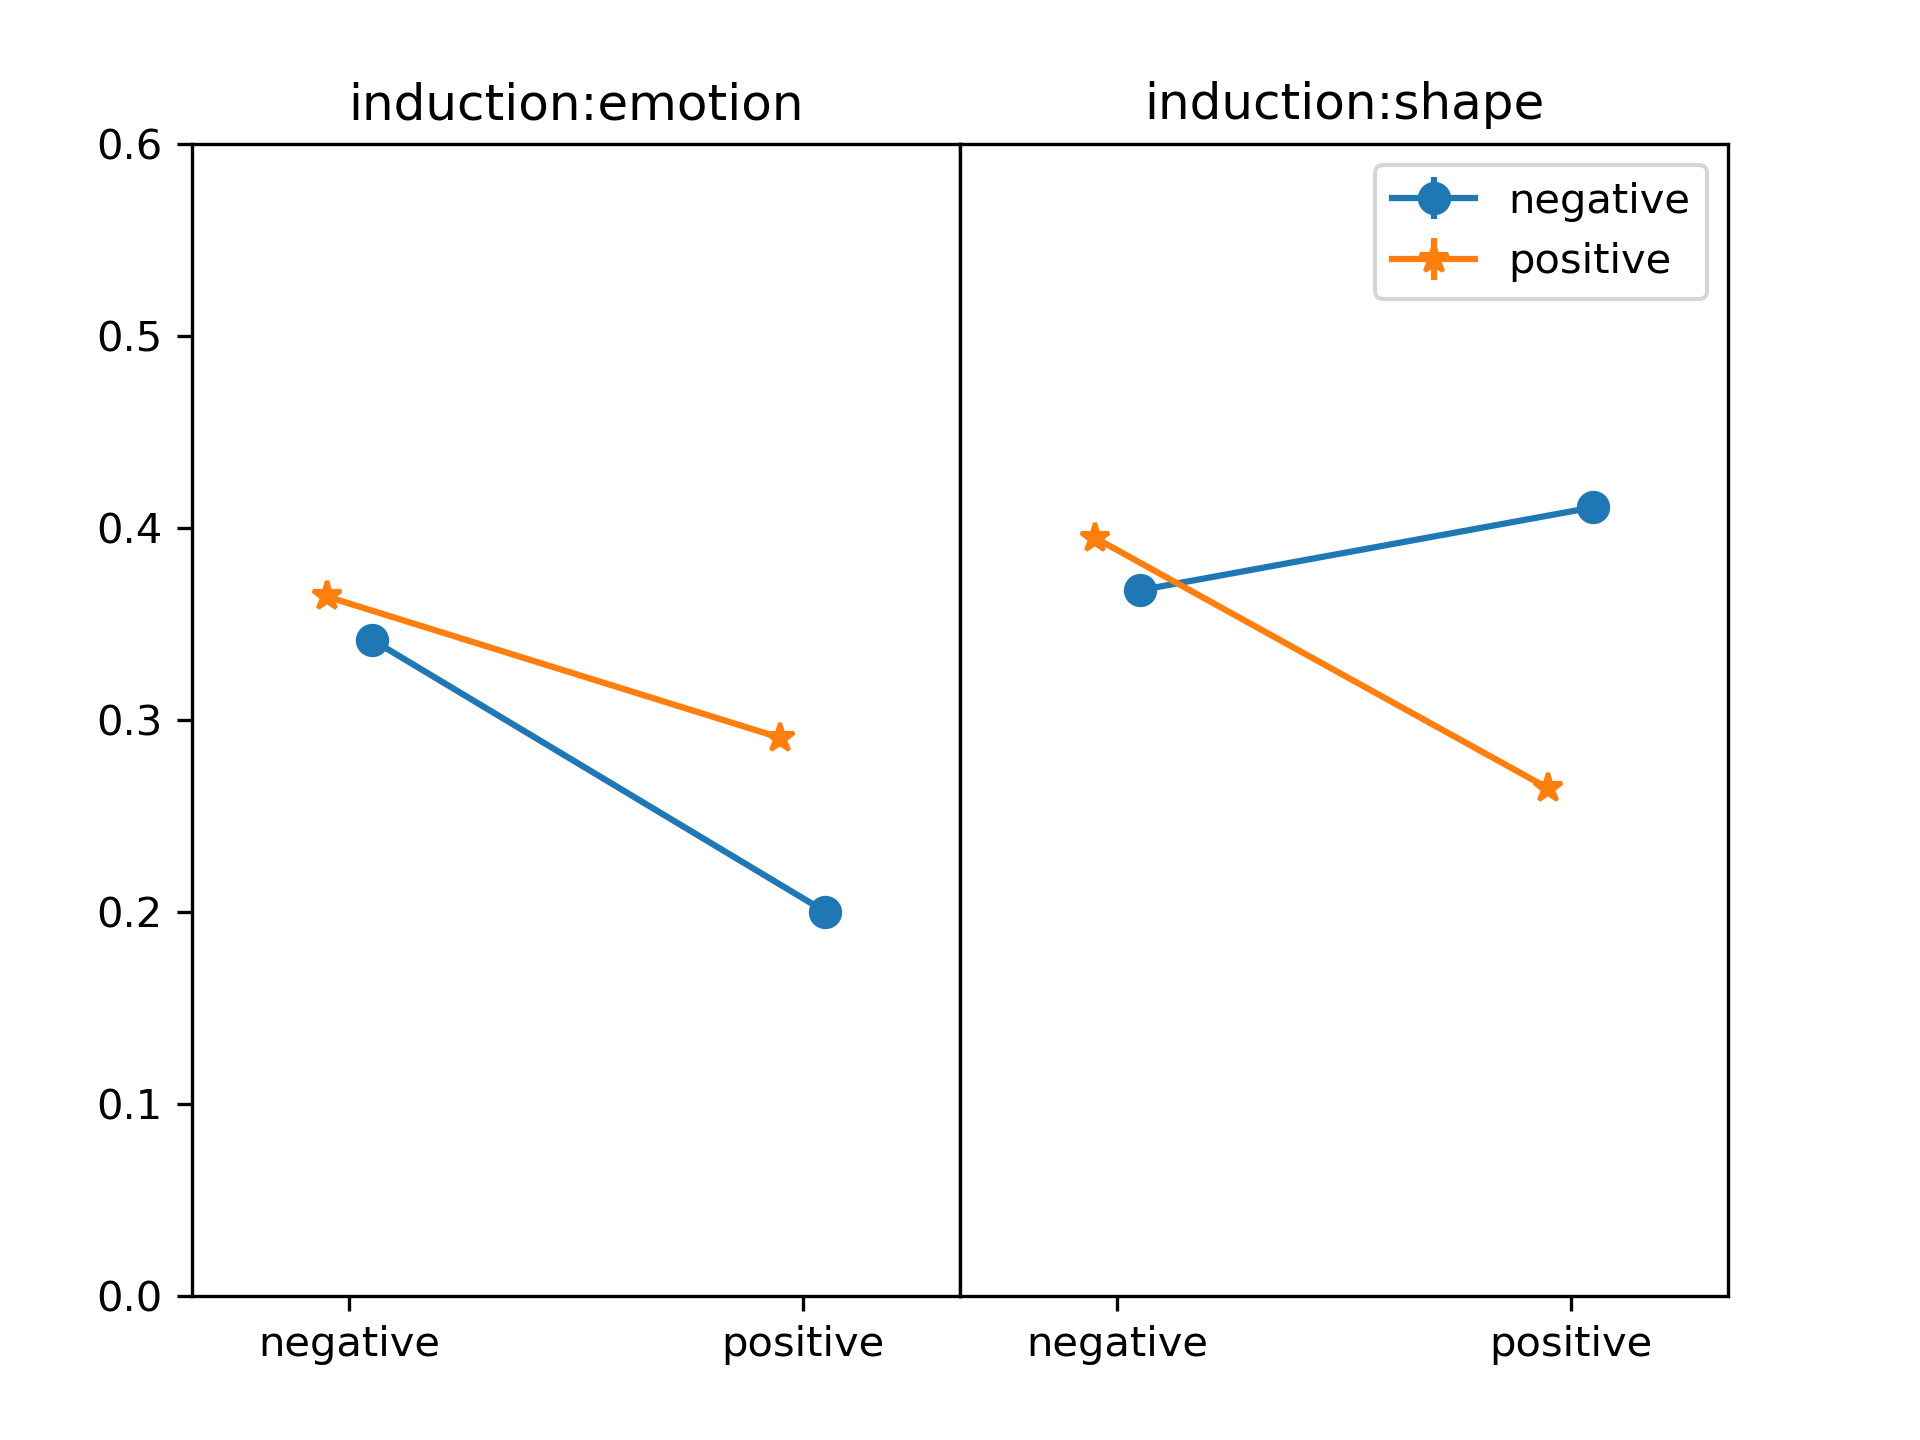 induction:emotion
induction:shape
0.6
0.5
0.4
0.3
0.2
0.1
0.0
negative
positive
negative
positive
negative
positive